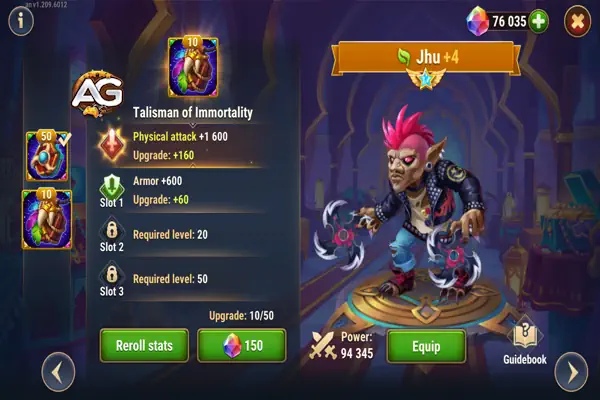 an v1.209.6012
i
76 035
10
Jhu +4
AG
Talisman of Immortality
50
Physical attack +1 600
Upgrade: +160
10
Armor +600
Upgrade: +60
Slot 1
Required level: 20
Slot 2
Required level: 50
Slot 3
Upgrade: 10/50
Reroll stats
150
Power:
94 345
Equip
?
Guidebook